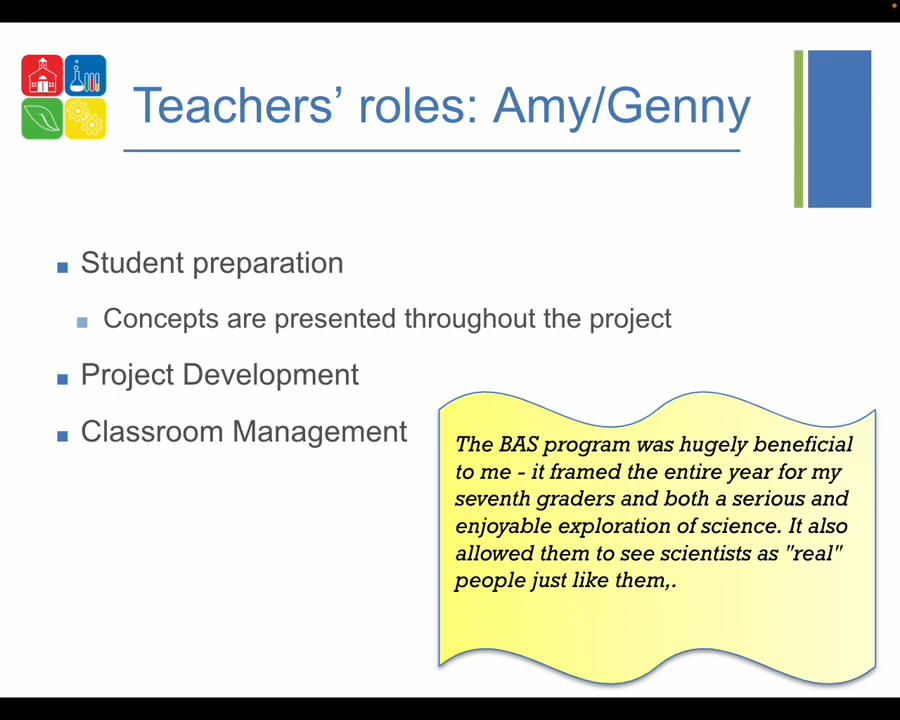 Teachers’ roles: Amy/Genny
Student preparation
Concepts are presented throughout the project
Project Development
Classroom Management
The BAS program was hugely beneficial
to me - it framed the entire year for my
seventh graders and both a serious and
enjoyable exploration of science. It also
allowed them to see scientists as "real"
people just like them,.